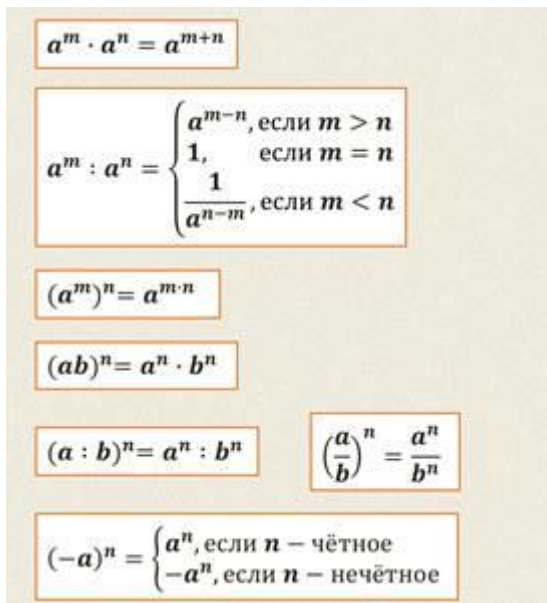 aᵐ · aⁿ = aᵐ⁺ⁿ
aᵐ : aⁿ = { aᵐ⁻ⁿ, если m > n
1, если m = n
1/aⁿ⁻ᵐ, если m < n
(aᵐ)ⁿ= aᵐ·ⁿ
(ab)ⁿ= aⁿ · bⁿ
(a : b)ⁿ= aⁿ : bⁿ
(a/b)ⁿ = aⁿ/bⁿ
(−a)ⁿ = { aⁿ, если n − чётное
−aⁿ, если n − нечётное